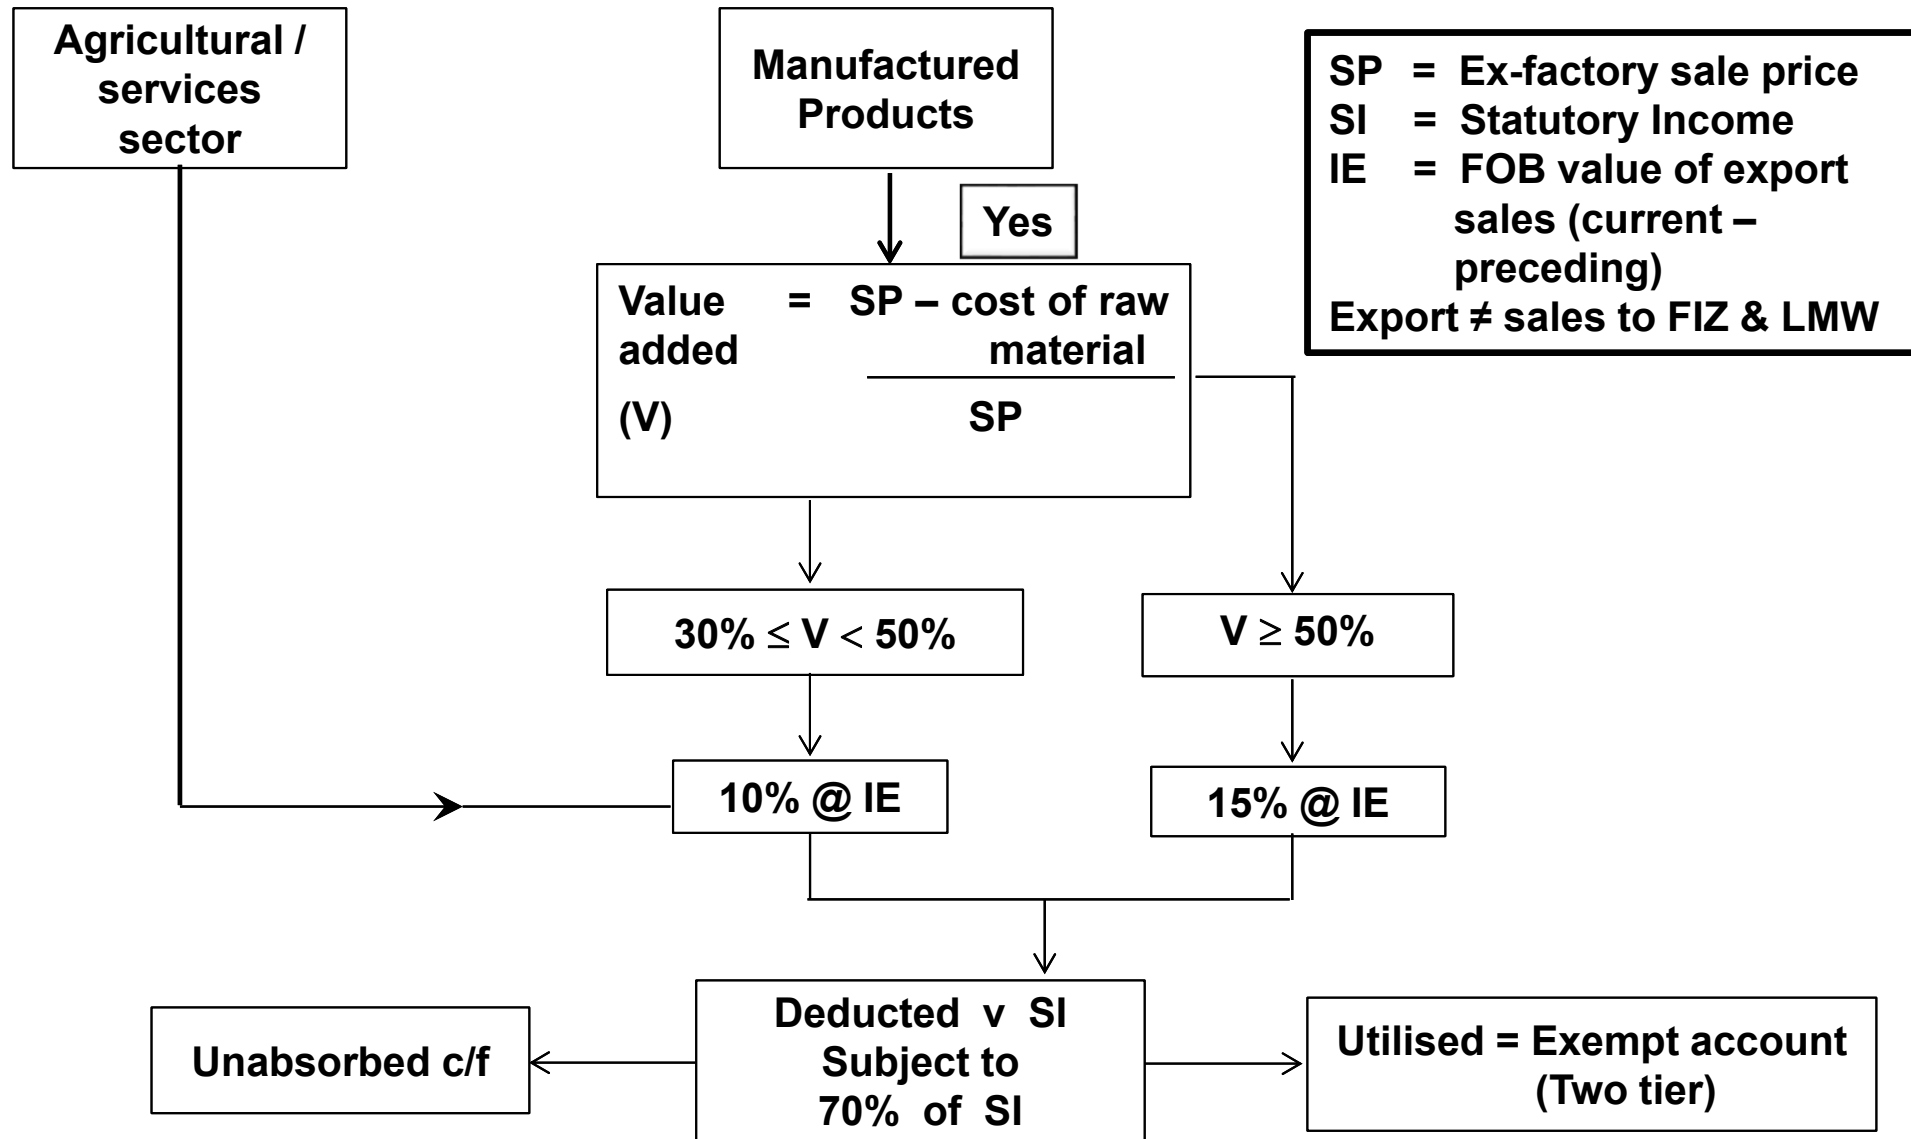 Agricultural /
services
sector
Manufactured
Products
SP = Ex-factory sale price
SI = Statutory Income
IE = FOB value of export
sales (current –
preceding)
Export ≠ sales to FIZ & LMW
Yes
Value = SP – cost of raw
added material
(V) SP
30% ≤ V < 50%
V ≥ 50%
10% @ IE
15% @ IE
Unabsorbed c/f
Deducted v SI
Subject to
70% of SI
Utilised = Exempt account
(Two tier)